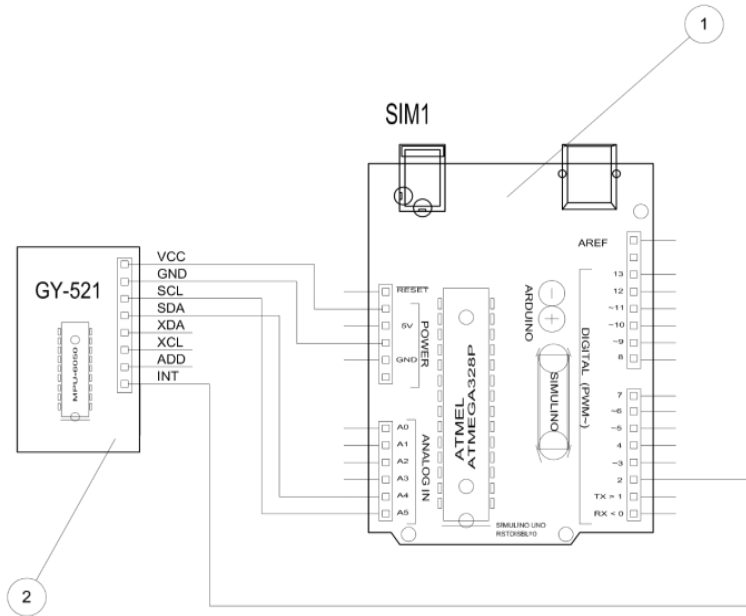 1
SIM1
GY-521
MPU-6050
VCC
GND
SCL
SDA
XDA
XCL
ADD
INT
2
RESET
5V
GND
POWER
A0
A1
A2
A3
A4
A5
ANALOG IN
ATMEL
ATMEGA328P
ARDUINO
SIMULINO
SIMULINO UNO
RSTDISBL=0
AREF
13
12
~11
~10
~9
8
DIGITAL (PWM~)
7
~6
~5
4
~3
2
TX > 1
RX < 0